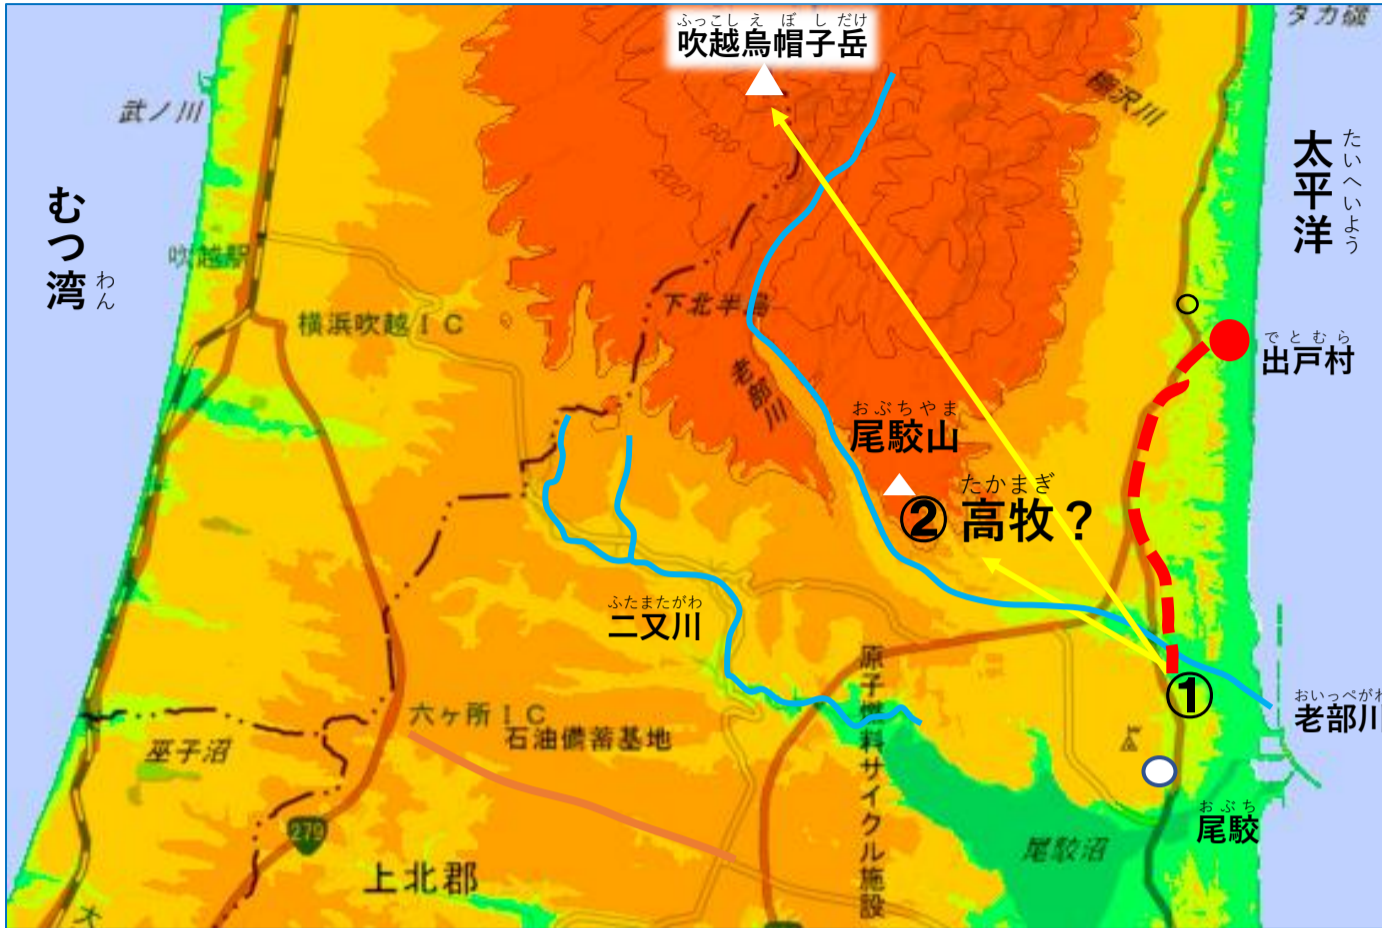 ふっこしえぼしだけ
吹越烏帽子岳
タカ磯
武ノ川
たいへいよう
太平洋
むつ湾
わん
吹越駅
下北半島
横浜吹越IC
でとむら
出戸村
老部川
おぶちやま
尾駮山
たかまぎ
② 高牧？
ふたまたがわ
二又川
①
おいっぺがわ
老部川
原子燃料サイクル施設
六ヶ所IC
石油備蓄基地
巫子沼
279
おぶち
尾駮
尾駮沼
上北郡
大
200